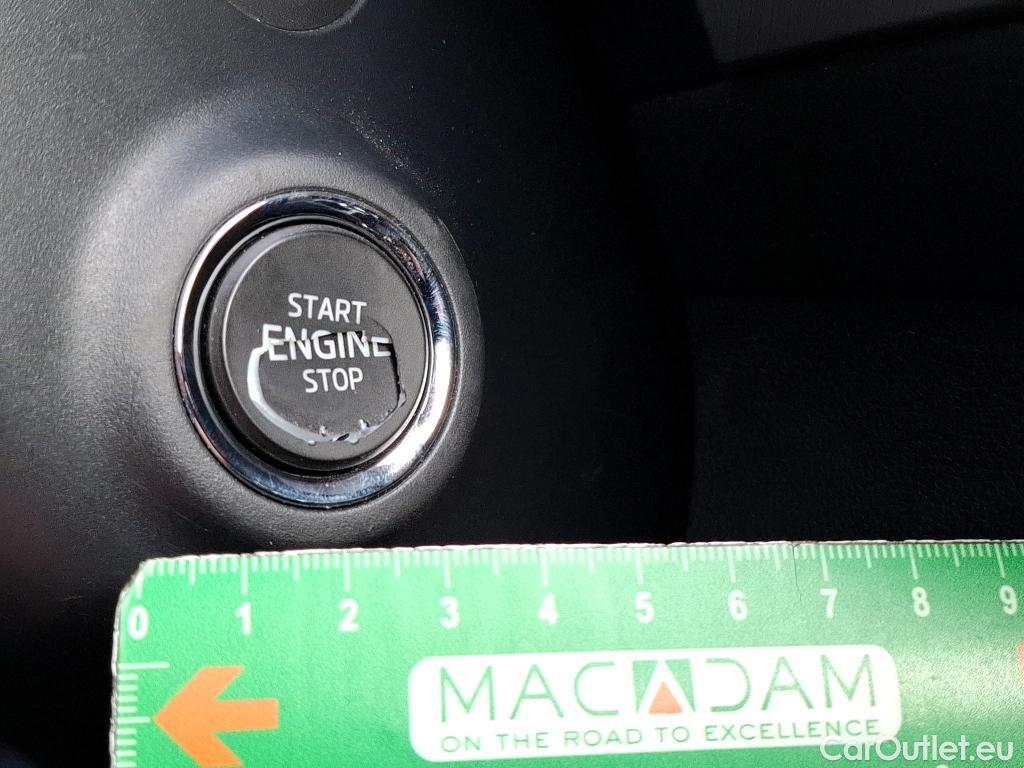 START
ENGINE
STOP
0 1 2 3 4 5 6 7 8 9
MACADAM
ON THE ROAD TO EXCELLENCE
CarOutlet.eu